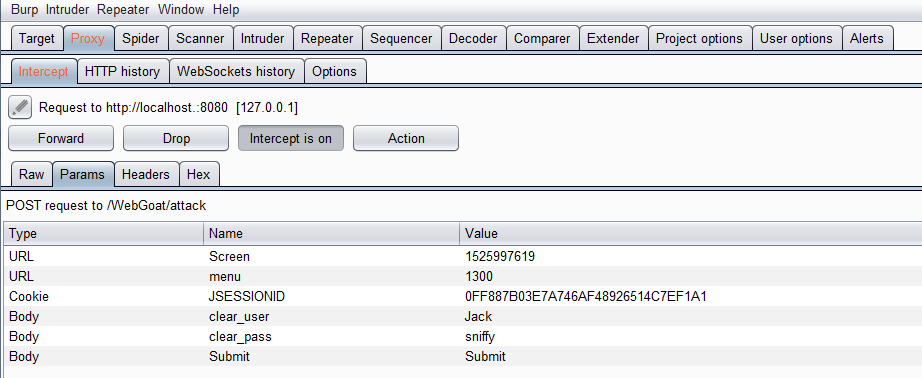 Burp Intruder Repeater Window Help
Target Proxy Spider Scanner Intruder Repeater Sequencer Decoder Comparer Extender Project options User options Alerts
Intercept HTTP history WebSockets history Options
Request to http://localhost.:8080 [127.0.0.1]
Forward Drop Intercept is on Action
Raw Params Headers Hex
POST request to /WebGoat/attack
Type Name Value
URL Screen 1525997619
URL menu 1300
Cookie JSESSIONID 0FF887B03E7A746AF48926514C7EF1A1
Body clear_user Jack
Body clear_pass sniffy
Body Submit Submit